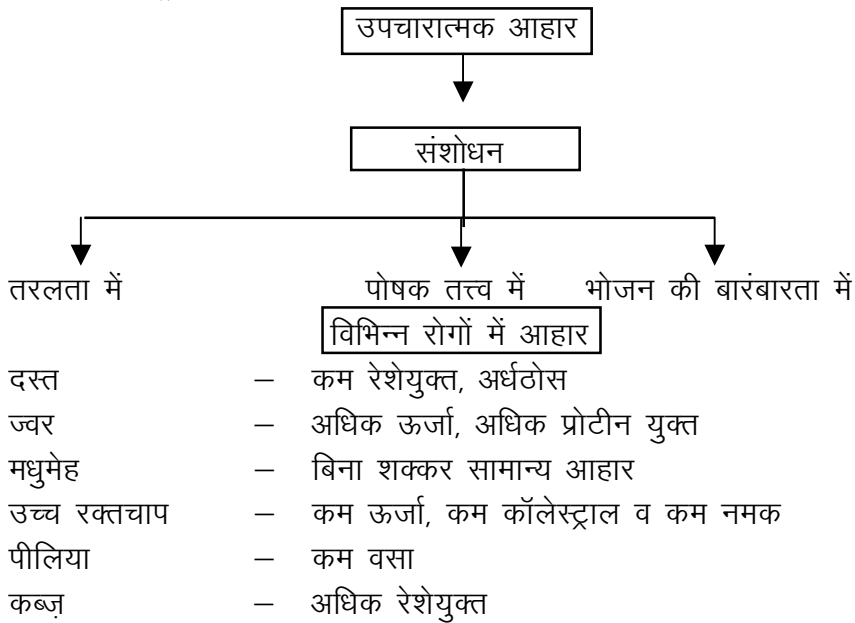 उपचारात्मक आहार
संशोधन
तरलता में पोषक तत्त्व में भोजन की बारंबारता में
विभिन्न रोगों में आहार
दस्त – कम रेशेयुक्त, अर्धठोस
ज्वर – अधिक ऊर्जा, अधिक प्रोटीन युक्त
मधुमेह – बिना शक्कर सामान्य आहार
उच्च रक्तचाप – कम ऊर्जा, कम कॉलेस्ट्राल व कम नमक
पीलिया – कम वसा
कब्ज़ – अधिक रेशेयुक्त